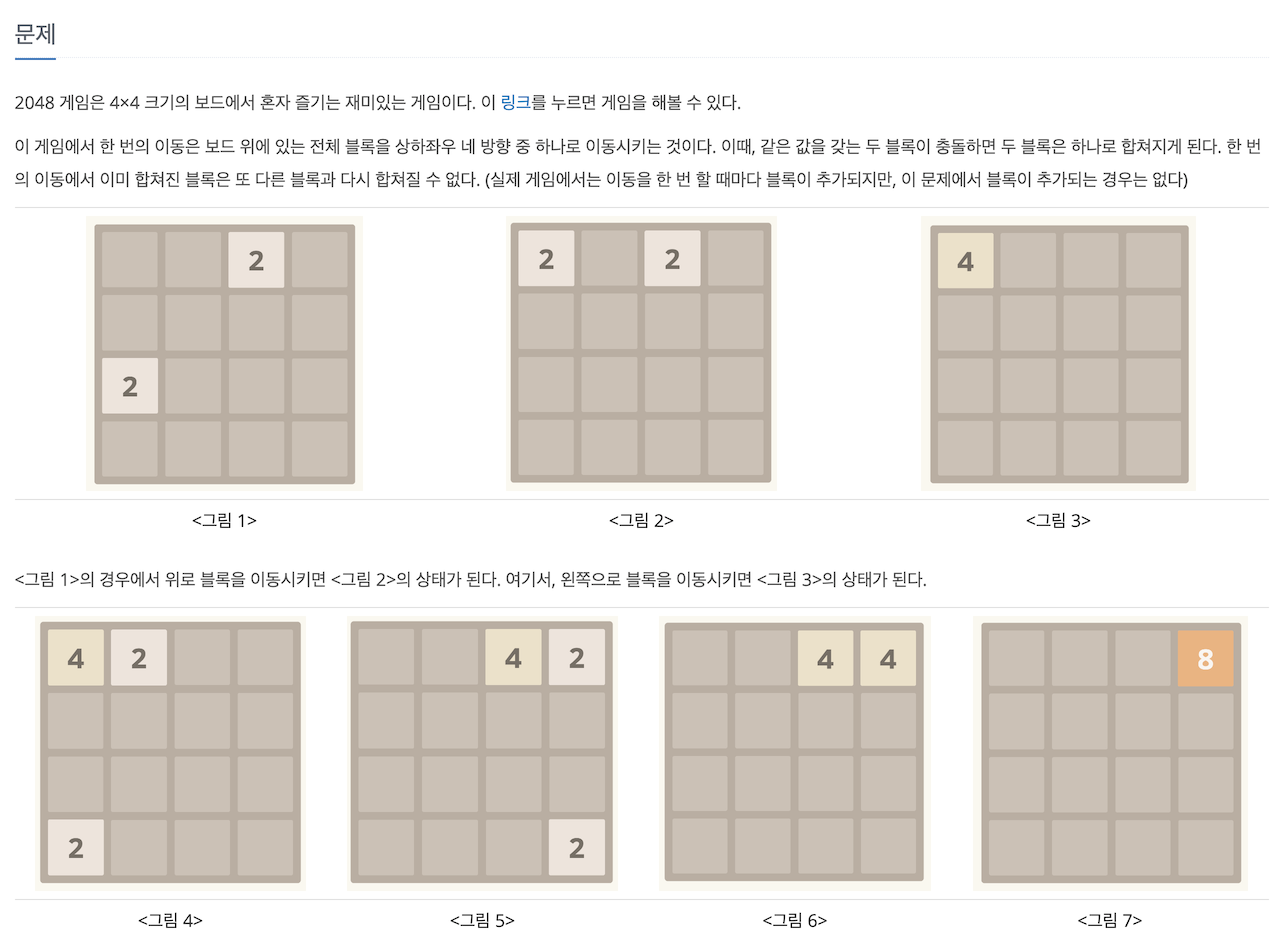 문제
2048 게임은 4×4 크기의 보드에서 혼자 즐기는 재미있는 게임이다. 이 링크를 누르면 게임을 해볼 수 있다.
이 게임에서 한 번의 이동은 보드 위에 있는 전체 블록을 상하좌우 네 방향 중 하나로 이동시키는 것이다. 이때, 같은 값을 갖는 두 블록이 충돌하면 두 블록은 하나로 합쳐지게 된다. 한 번
의 이동에서 이미 합쳐진 블록은 또 다른 블록과 다시 합쳐질 수 없다. (실제 게임에서는 이동을 한 번 할 때마다 블록이 추가되지만, 이 문제에서 블록이 추가되는 경우는 없다)
2
2
2 2
4
<그림 1> <그림 2> <그림 3>
<그림 1>의 경우에서 위로 블록을 이동시키면 <그림 2>의 상태가 된다. 여기서, 왼쪽으로 블록을 이동시키면 <그림 3>의 상태가 된다.
4 2
2
4 2
2
4 4
8
<그림 4> <그림 5> <그림 6> <그림 7>